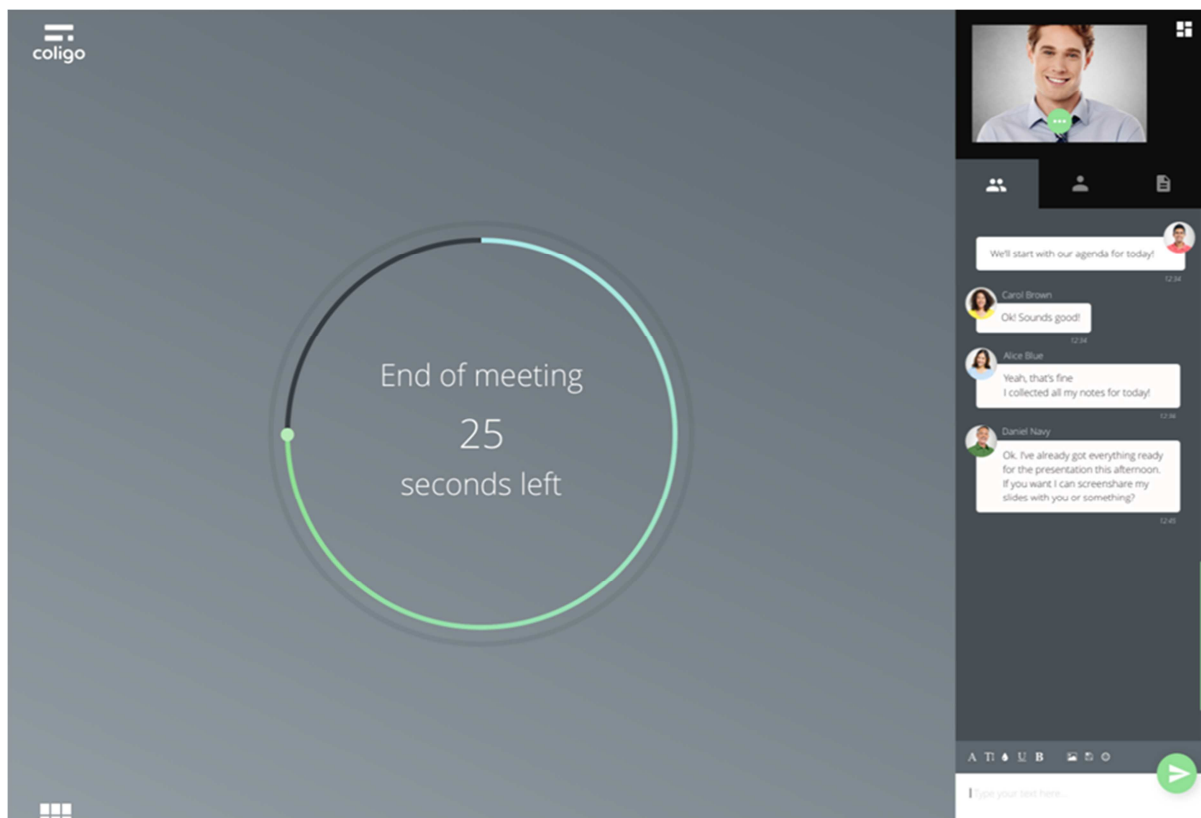 coligo
End of meeting
25
seconds left
We'll start with our agenda for today!
12:34
Carol Brown
Ok! Sounds good!
12:34
Alice Blue
Yeah, that's fine
I collected all my notes for today!
12:36
Daniel Navy
Ok. I've already got everything ready
for the presentation this afternoon.
If you want I can screenshare my
slides with you or something?
12:45
A T! U B
Type your text here...